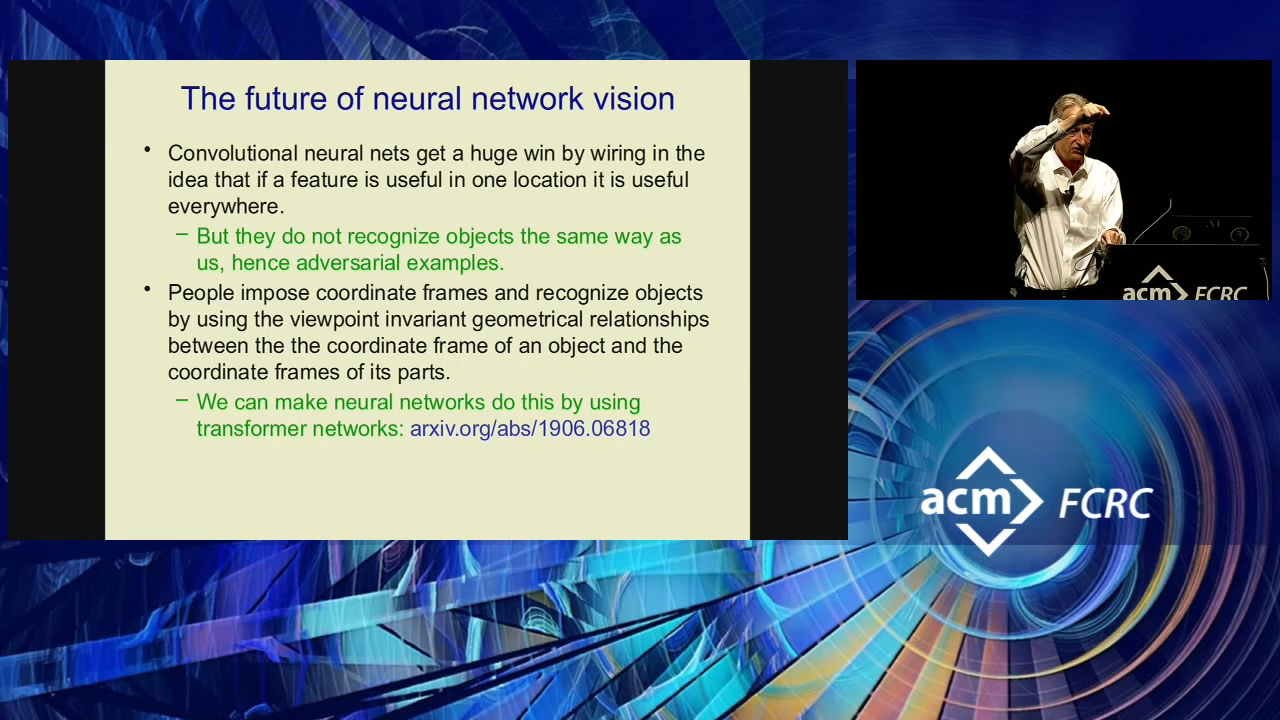 The future of neural network vision
• Convolutional neural nets get a huge win by wiring in the
idea that if a feature is useful in one location it is useful
everywhere.
– But they do not recognize objects the same way as
us, hence adversarial examples.
• People impose coordinate frames and recognize objects
by using the viewpoint invariant geometrical relationships
between the the coordinate frame of an object and the
coordinate frames of its parts.
– We can make neural networks do this by using
transformer networks: arxiv.org/abs/1906.06818
acm FCRC
acm FCRC